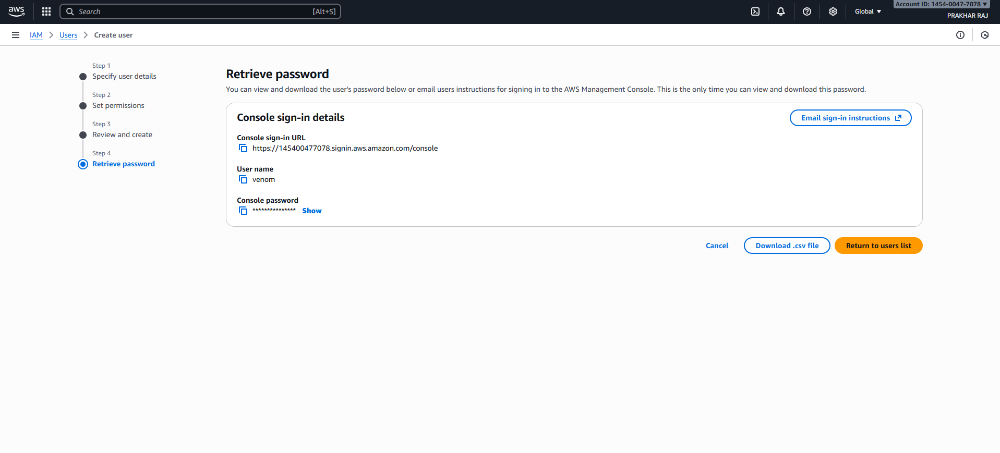 aws
Search
[Alt+S]
Global
Account ID: 1454-0047-7078
PRAKHAR RAJ
IAM
Users
Create user
Step 1
Specify user details
Step 2
Set permissions
Step 3
Review and create
Step 4
Retrieve password
Retrieve password
You can view and download the user's password below or email users instructions for signing in to the AWS Management Console. This is the only time you can view and download this password.
Console sign-in details
Email sign-in instructions
Console sign-in URL
https://145400477078.signin.aws.amazon.com/console
User name
venom
Console password
*************** Show
Cancel
Download .csv file
Return to users list